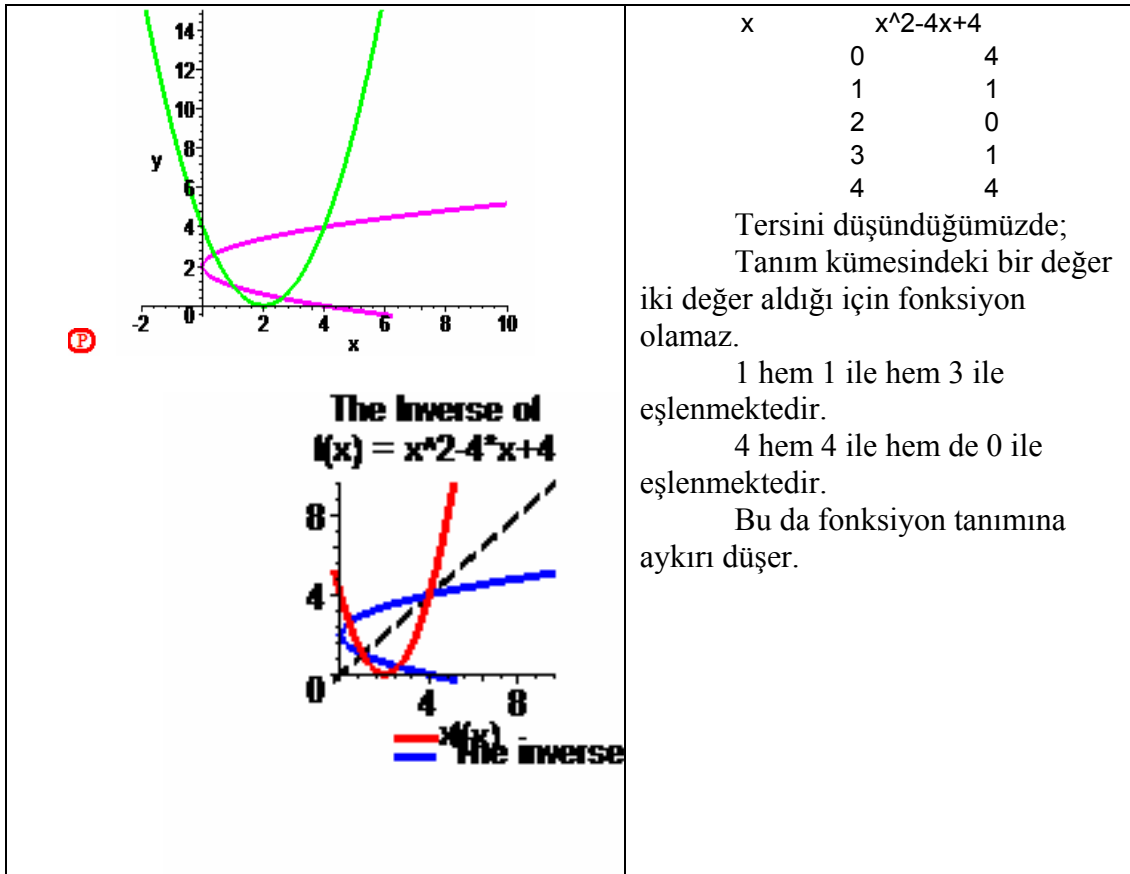 14
12
10
8
y
6
4
2
0
-2
2
4
6
8
10
x
P
The Inverse of
f(x) = x^2-4*x+4
8
4
0
4
8
The inverse
x x^2-4x+4
0 4
1 1
2 0
3 1
4 4
Tersini düşündüğümüzde;
Tanım kümesindeki bir değer
iki değer aldığı için fonksiyon
olamaz.
1 hem 1 ile hem 3 ile
eşlenmektedir.
4 hem 4 ile hem de 0 ile
eşlenmektedir.
Bu da fonksiyon tanımına
aykırı düşer.